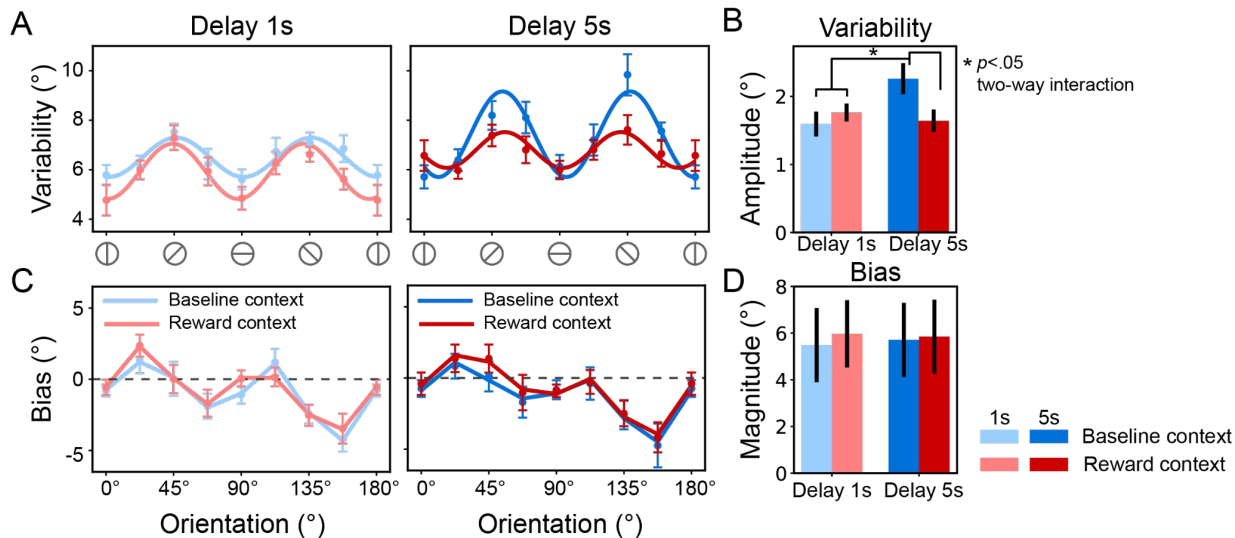 A
Delay 1s
Delay 5s
Variability (°)
10
8
6
4
B
Variability
*
* p<.05
two-way interaction
Amplitude (°)
2
1
0
Delay 1s
Delay 5s
C
Baseline context
Reward context
Baseline context
Reward context
Bias (°)
5
0
-5
0°
45°
90°
135°
180°
0°
45°
90°
135°
180°
Orientation (°)
Orientation (°)
D
Bias
Magnitude (°)
8
6
4
2
0
Delay 1s
Delay 5s
1s
5s
Baseline context
Reward context